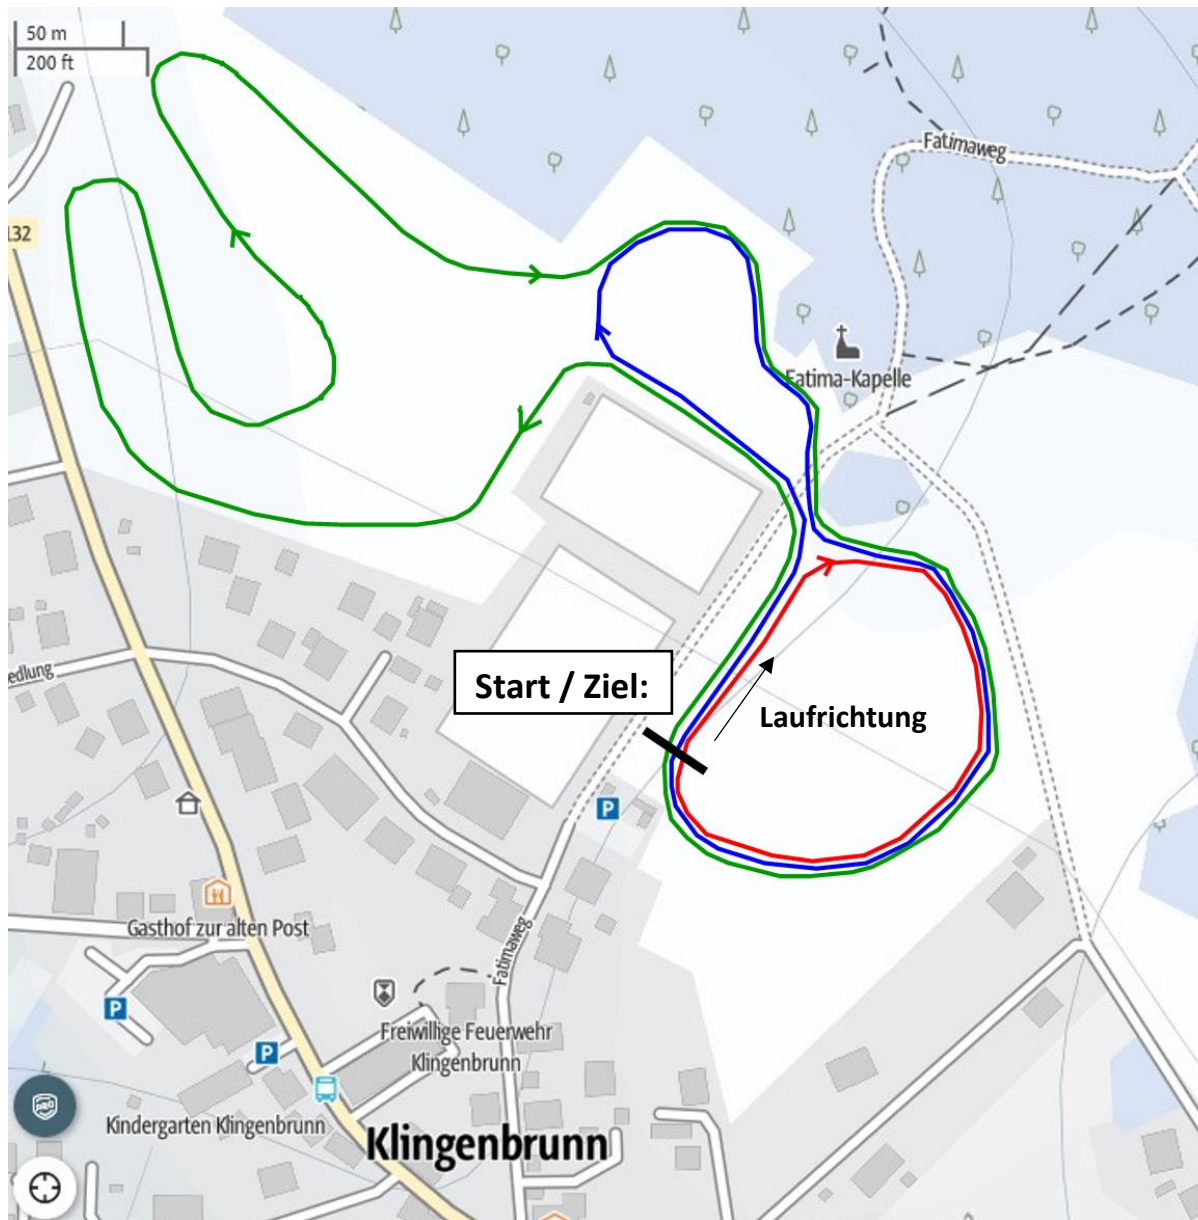 50 m
200 ft
Fatimaweg
132
Fatima-Kapelle
edlung
Start / Ziel:
Laufrichtung
P
Gasthof zur alten Post
Fatimaweg
P
Freiwillige Feuerwehr
Klingenbrunn
P
PRO
Kindergarten Klingenbrunn
Klingenbrunn